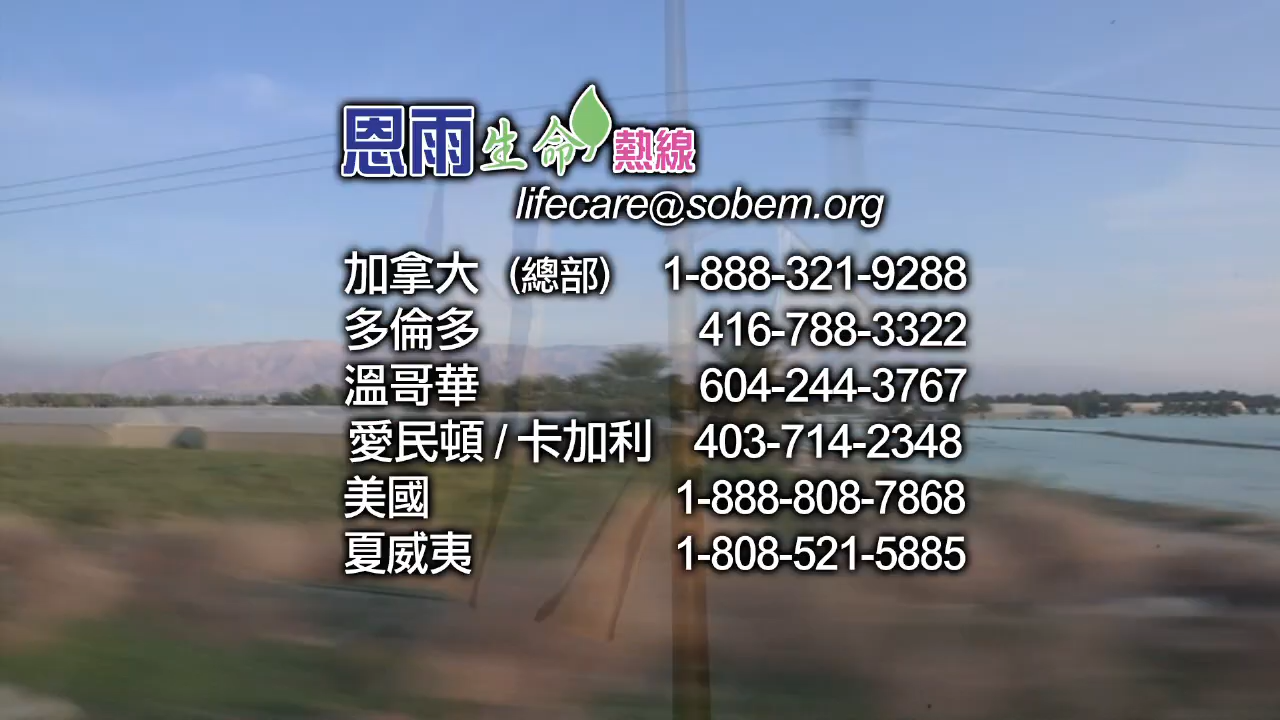 恩雨生命熱線
lifecare@sobem.org
加拿大 (總部) 1-888-321-9288
多倫多 416-788-3322
溫哥華 604-244-3767
愛民頓 / 卡加利 403-714-2348
美國 1-888-808-7868
夏威夷 1-808-521-5885